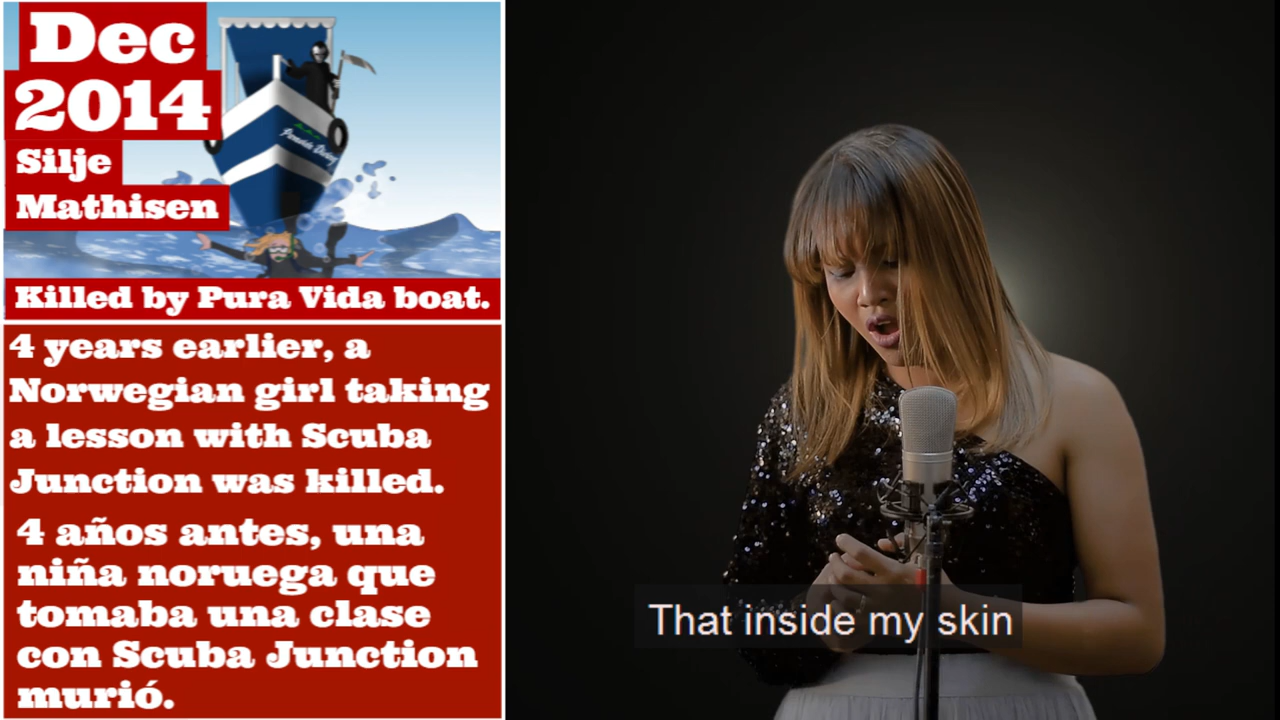 Dec
2014
Silje
Mathisen
Killed by Pura Vida boat.
4 years earlier, a
Norwegian girl taking
a lesson with Scuba
Junction was killed.
4 años antes, una
niña noruega que
tomaba una clase
con Scuba Junction
murió.
That inside my skin